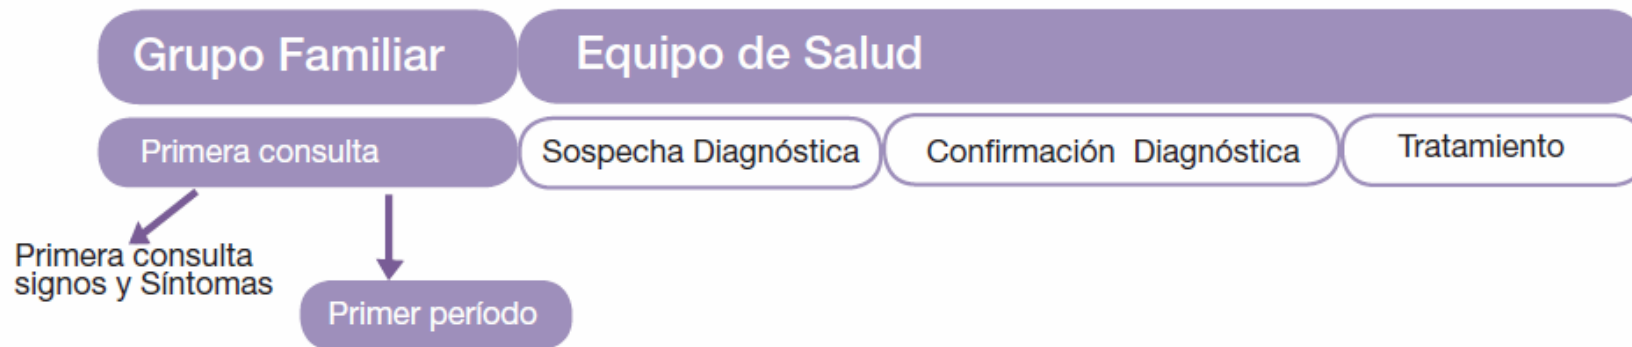 Grupo Familiar
Equipo de Salud
Primera consulta
Sospecha Diagnóstica
Confirmación Diagnóstica
Tratamiento
Primera consulta
signos y Síntomas
Primer período